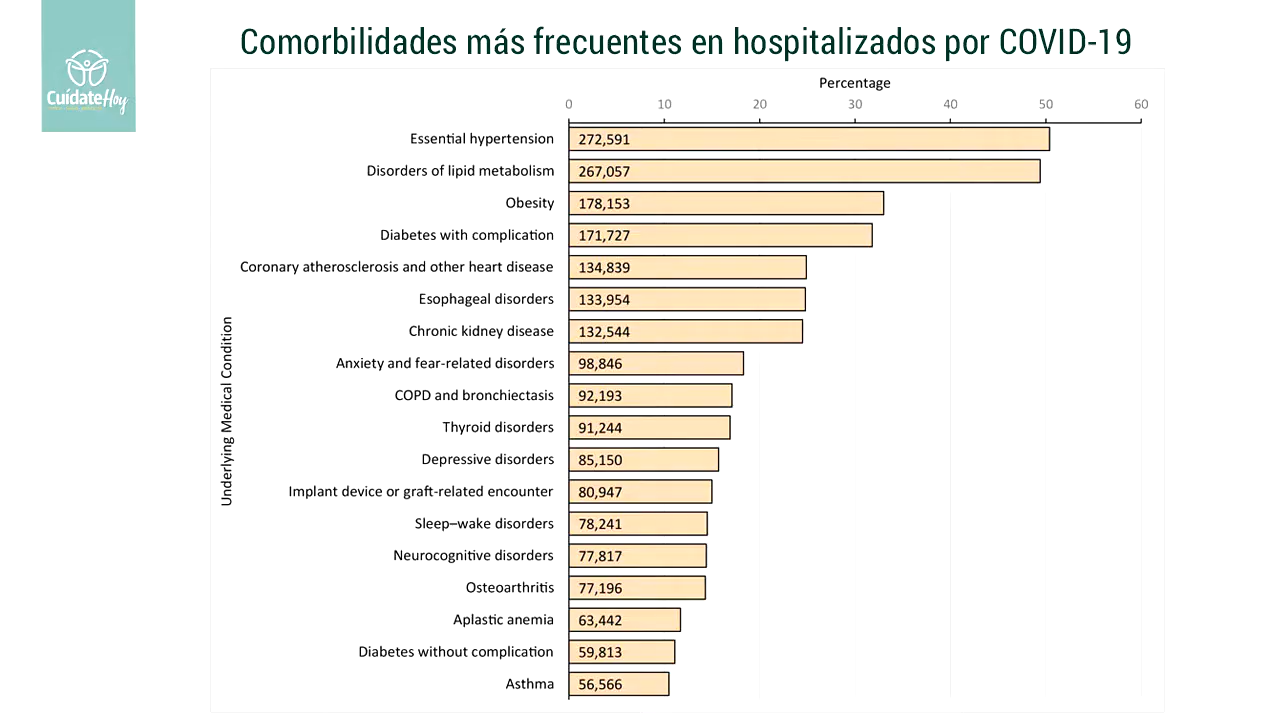 Comorbilidades más frecuentes en hospitalizados por COVID-19
CuídateHoy
Percentage
0 10 20 30 40 50 60
Underlying Medical Condition
Essential hypertension 272,591
Disorders of lipid metabolism 267,057
Obesity 178,153
Diabetes with complication 171,727
Coronary atherosclerosis and other heart disease 134,839
Esophageal disorders 133,954
Chronic kidney disease 132,544
Anxiety and fear-related disorders 98,846
COPD and bronchiectasis 92,193
Thyroid disorders 91,244
Depressive disorders 85,150
Implant device or graft-related encounter 80,947
Sleep–wake disorders 78,241
Neurocognitive disorders 77,817
Osteoarthritis 77,196
Aplastic anemia 63,442
Diabetes without complication 59,813
Asthma 56,566